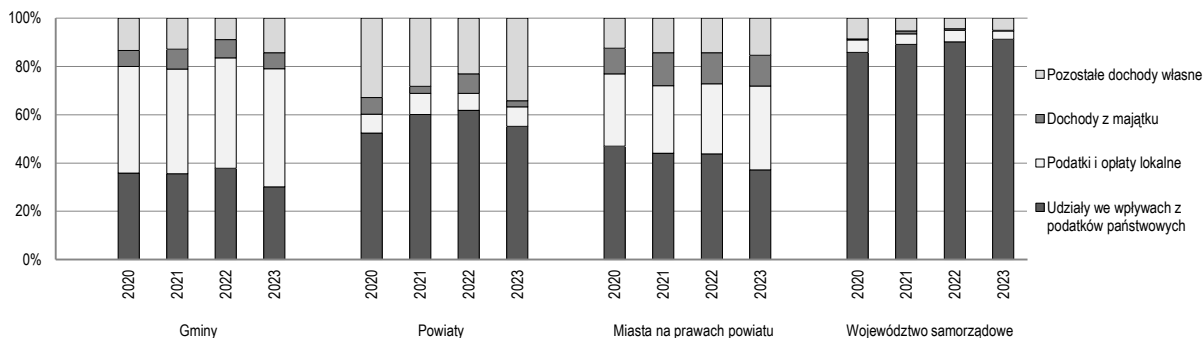 100%
80%
60%
40%
20%
0%
2020
2021
2022
2023
2020
2021
2022
2023
2020
2021
2022
2023
2020
2021
2022
2023
Gminy
Powiaty
Miasta na prawach powiatu
Województwo samorządowe
Pozostałe dochody własne
Dochody z majątku
Podatki i opłaty lokalne
Udziały we wpływach z
podatków państwowych